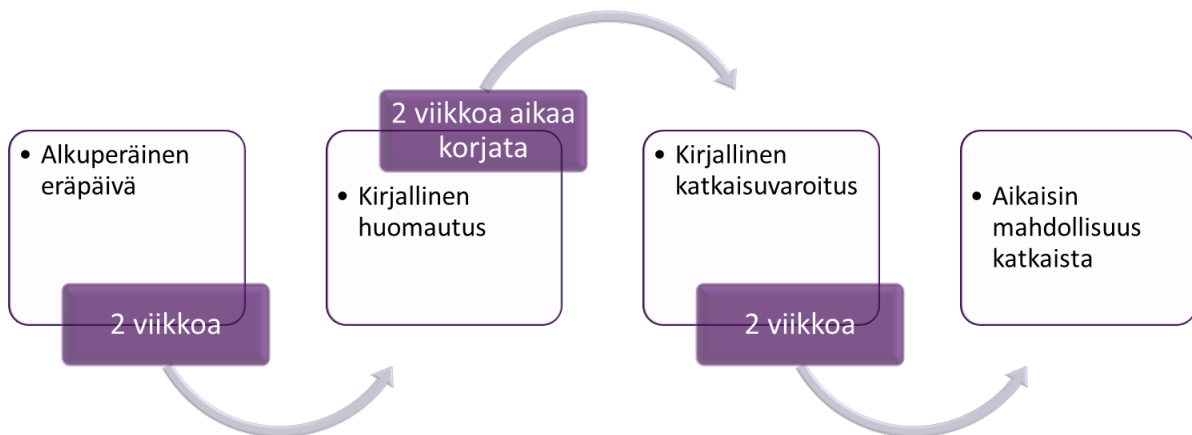 • Alkuperäinen
eräpäivä
2 viikkoa
2 viikkoa aikaa
korjata
• Kirjallinen
huomautus
• Kirjallinen
katkaisuvaroitus
2 viikkoa
• Aikaisin
mahdollisuus
katkaista